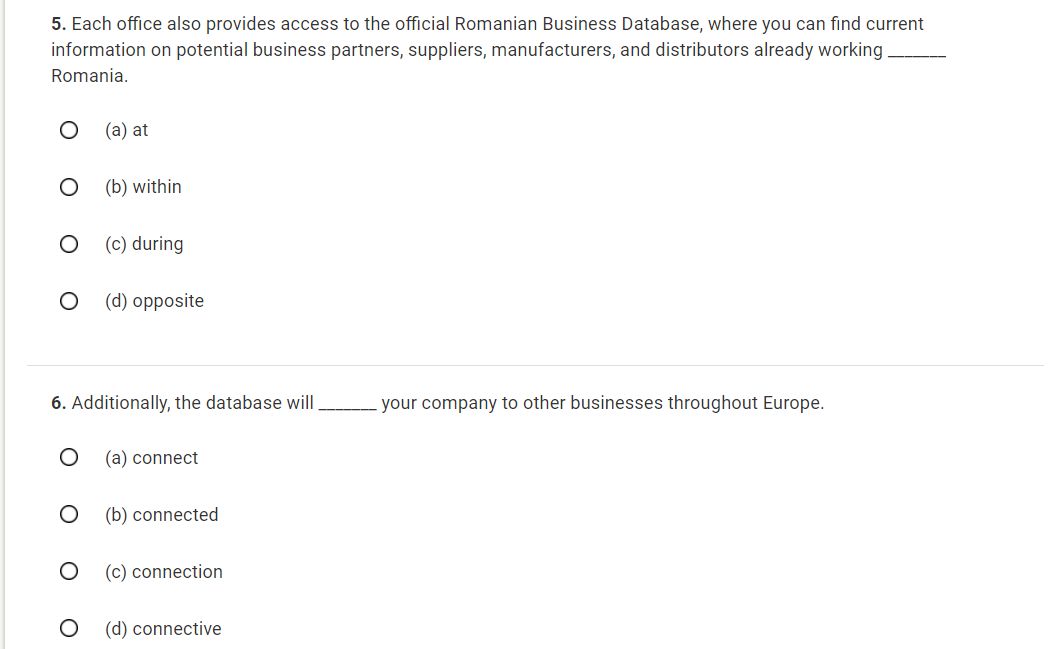 5. Each office also provides access to the official Romanian Business Database, where you can find current
information on potential business partners, suppliers, manufacturers, and distributors already working _______
Romania.
(a) at
(b) within
(c) during
(d) opposite
6. Additionally, the database will _______ your company to other businesses throughout Europe.
(a) connect
(b) connected
(c) connection
(d) connective